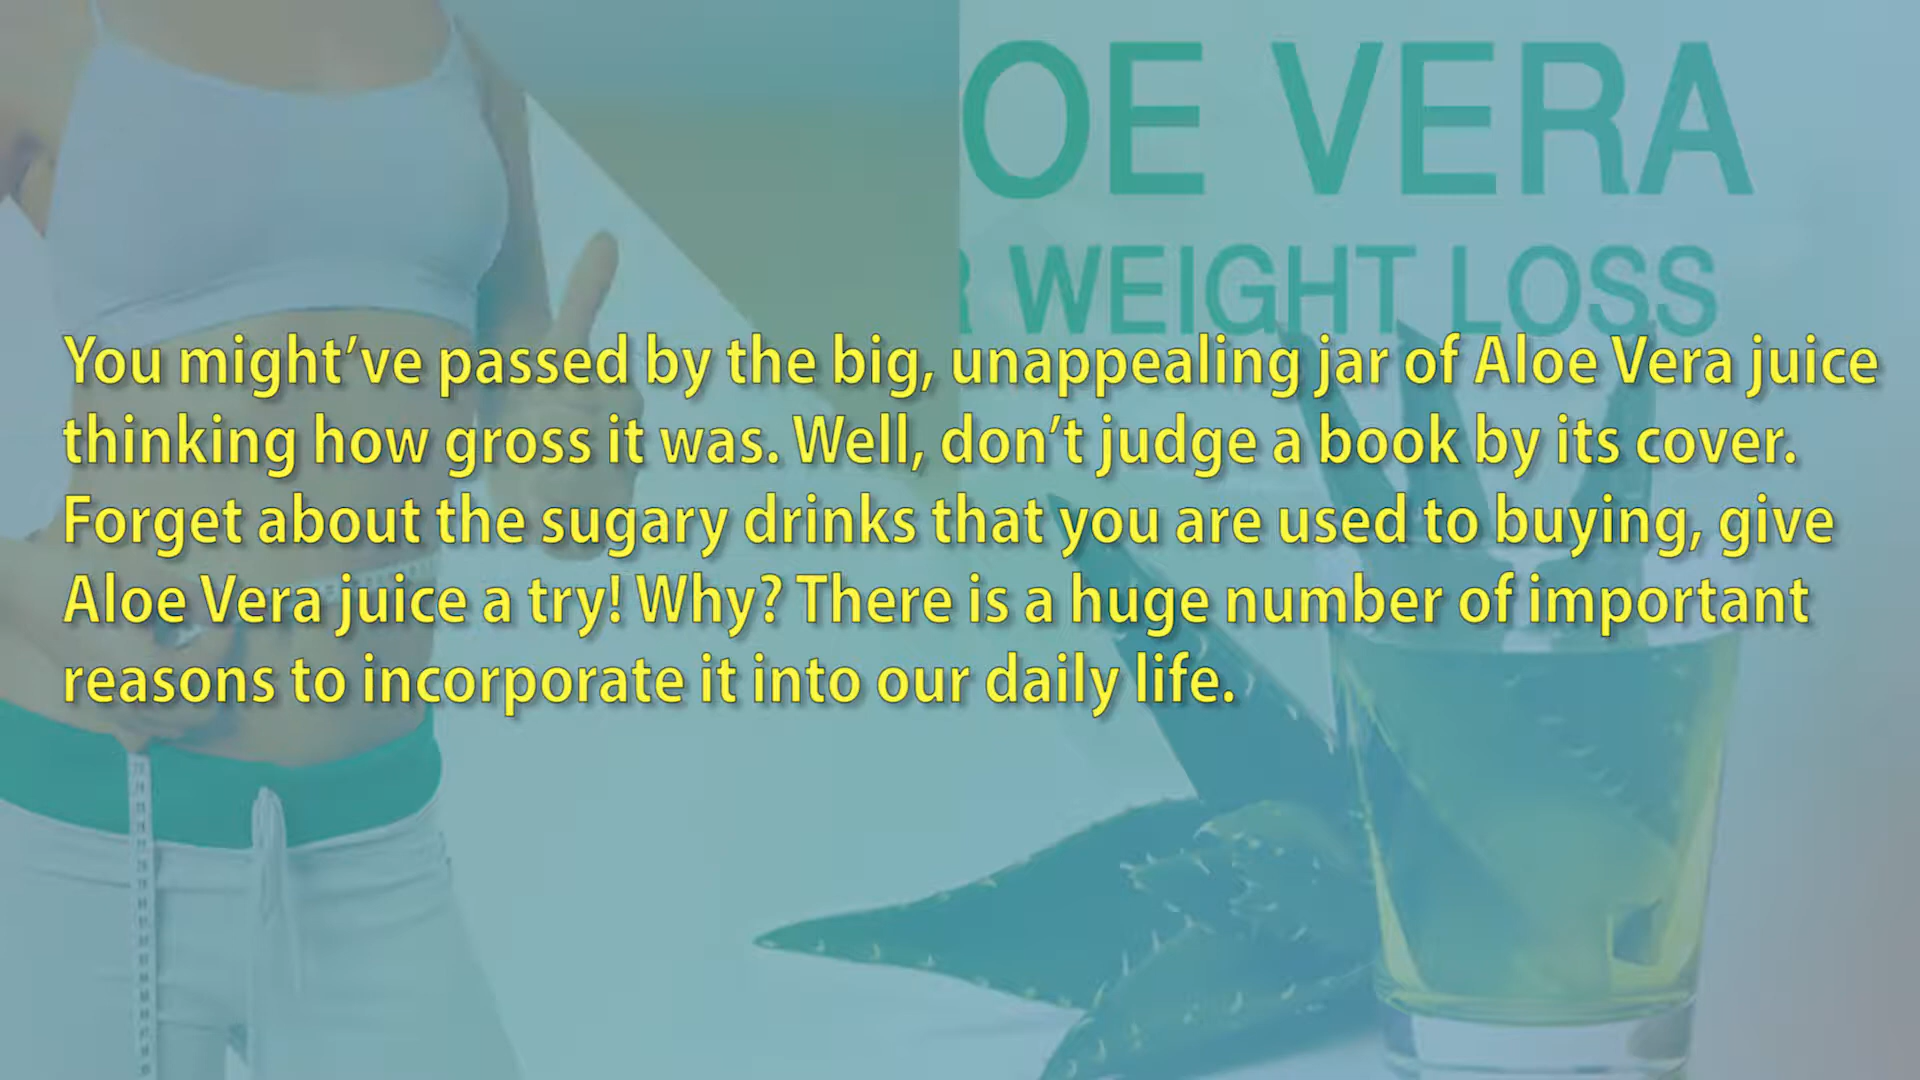 OE VERA
R WEIGHT LOSS
You might’ve passed by the big, unappealing jar of Aloe Vera juice
thinking how gross it was. Well, don’t judge a book by its cover.
Forget about the sugary drinks that you are used to buying, give
Aloe Vera juice a try! Why? There is a huge number of important
reasons to incorporate it into our daily life.